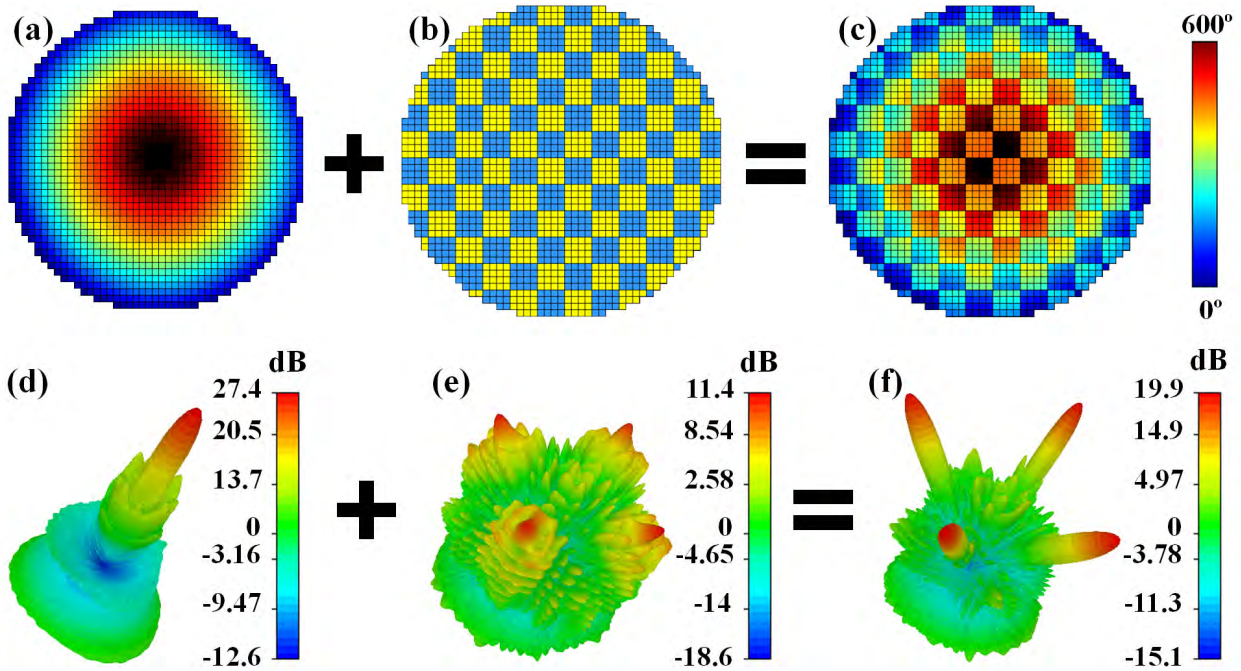 (a)
(b)
(c)
600º
0º
+
=
(d)
dB
27.4
20.5
13.7
0
-3.16
-9.47
-12.6
+
(e)
dB
11.4
8.54
2.58
0
-4.65
-14
-18.6
=
(f)
dB
19.9
14.9
4.97
0
-3.78
-11.3
-15.1